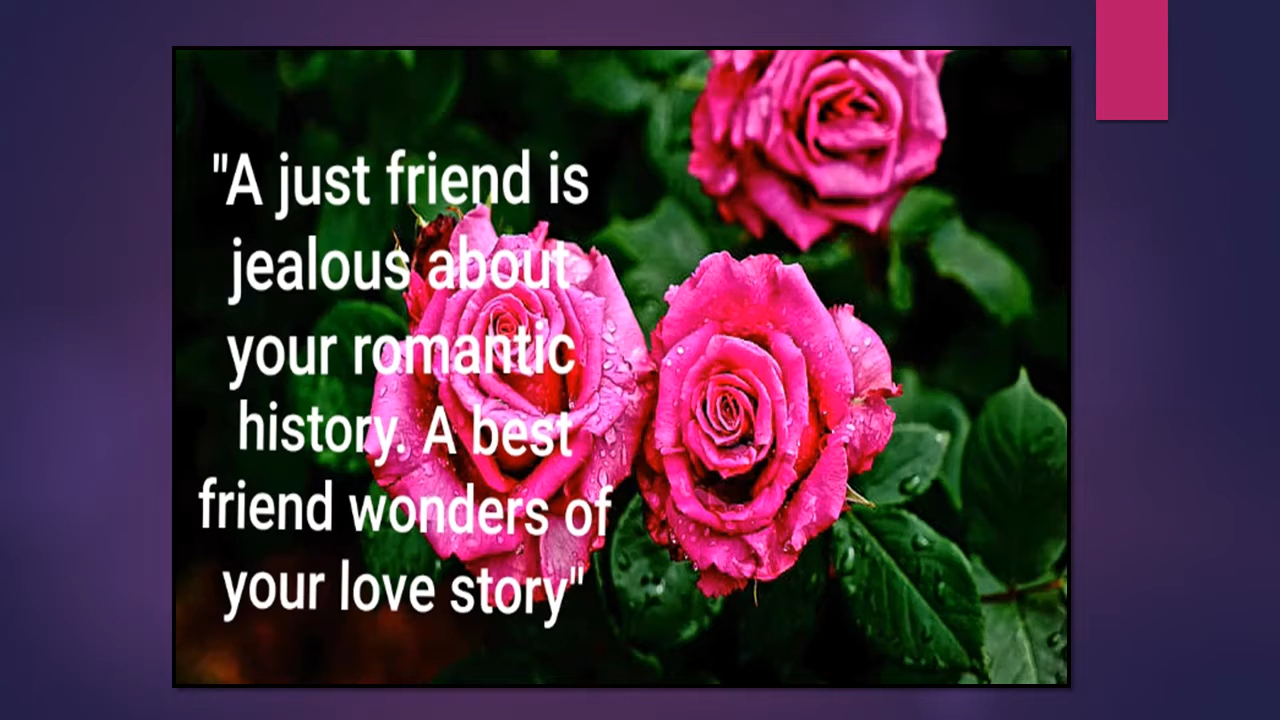 "A just friend is
jealous about
your romantic
history. A best
friend wonders of
your love story"